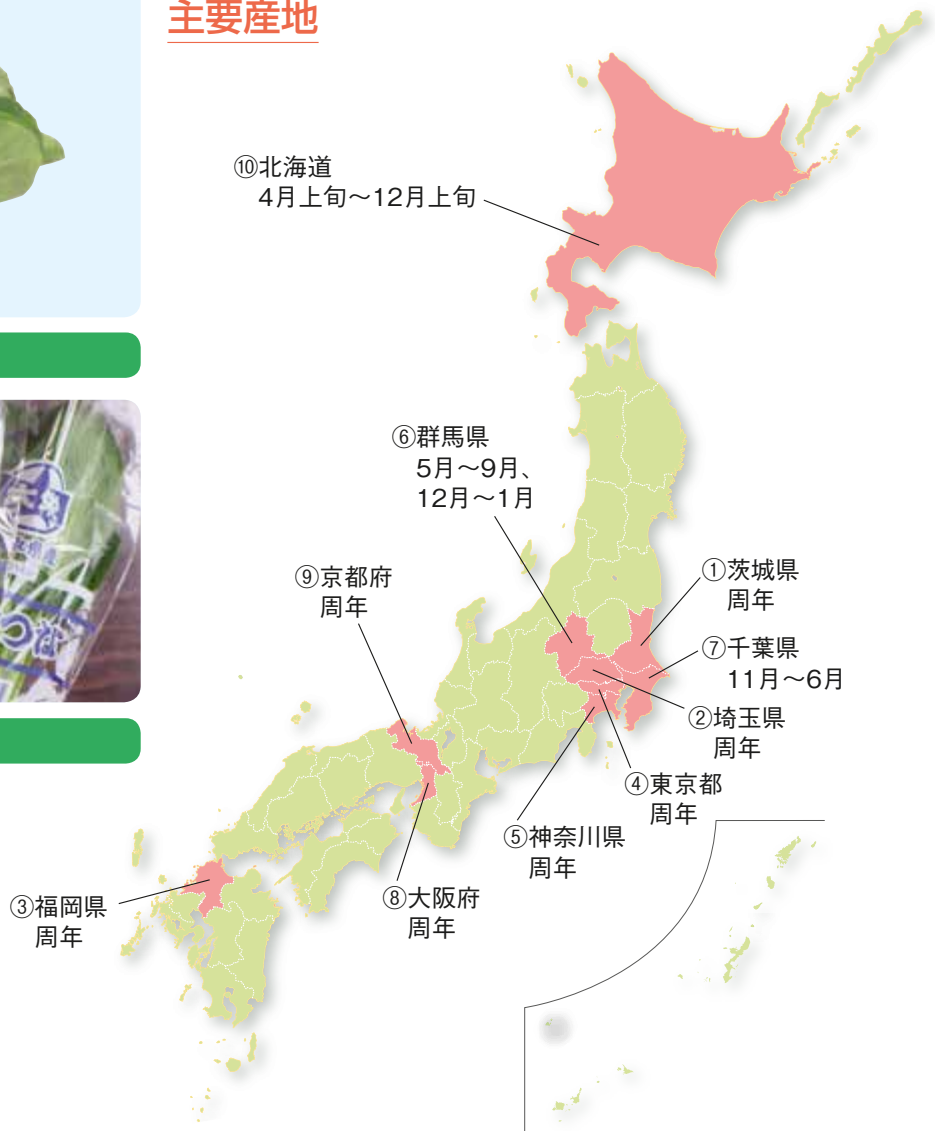 主要産地
⑩北海道
4月上旬～12月上旬
⑥群馬県
5月～9月、
12月～1月
⑨京都府
周年
①茨城県
周年
⑦千葉県
11月～6月
②埼玉県
周年
④東京都
周年
⑤神奈川県
周年
⑧大阪府
周年
③福岡県
周年
つな